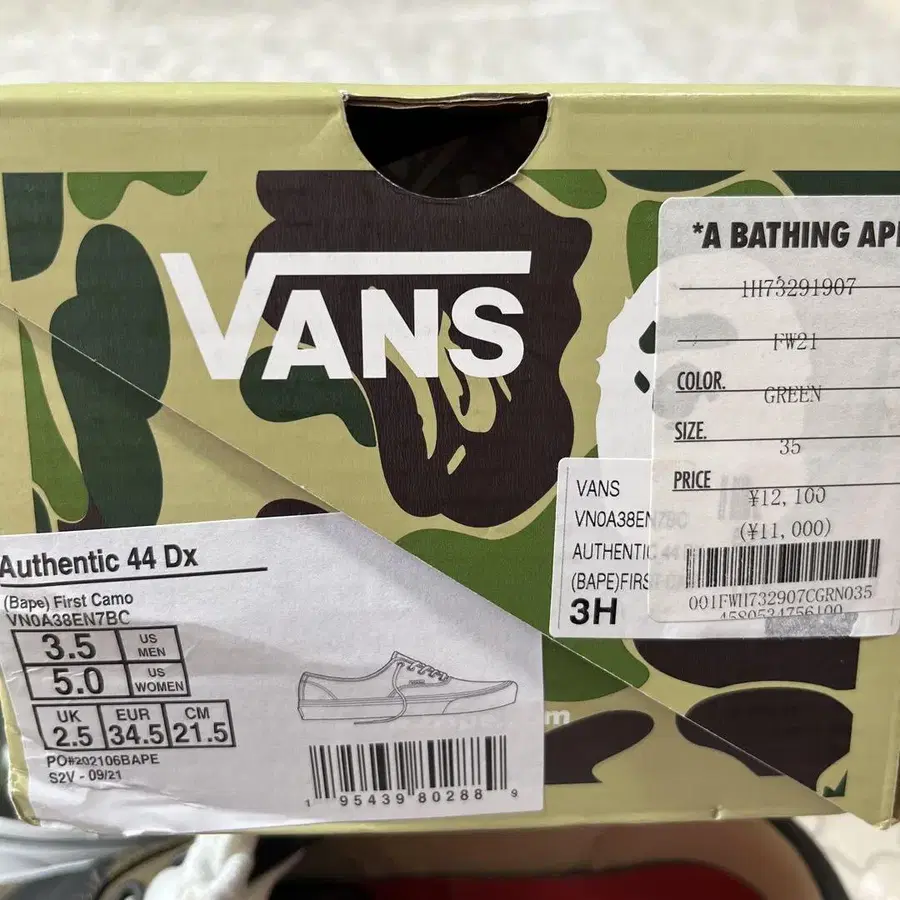 VANS
*A BATHING AP
1H73291907
FW21
COLOR. GREEN
SIZE. 35
PRICE ¥12,100
(¥11,000)
001FWH732907CGRN035
4580534756100
VANS
VN0A38EN7BC
AUTHENTIC 44 D
(BAPE)FIRST
3H
Authentic 44 Dx
(Bape) First Camo
VN0A38EN7BC
3.5 US MEN
5.0 US WOMEN
UK EUR CM
2.5 34.5 21.5
PO#202106BAPE
S2V - 09/21
1 95439 80288 9